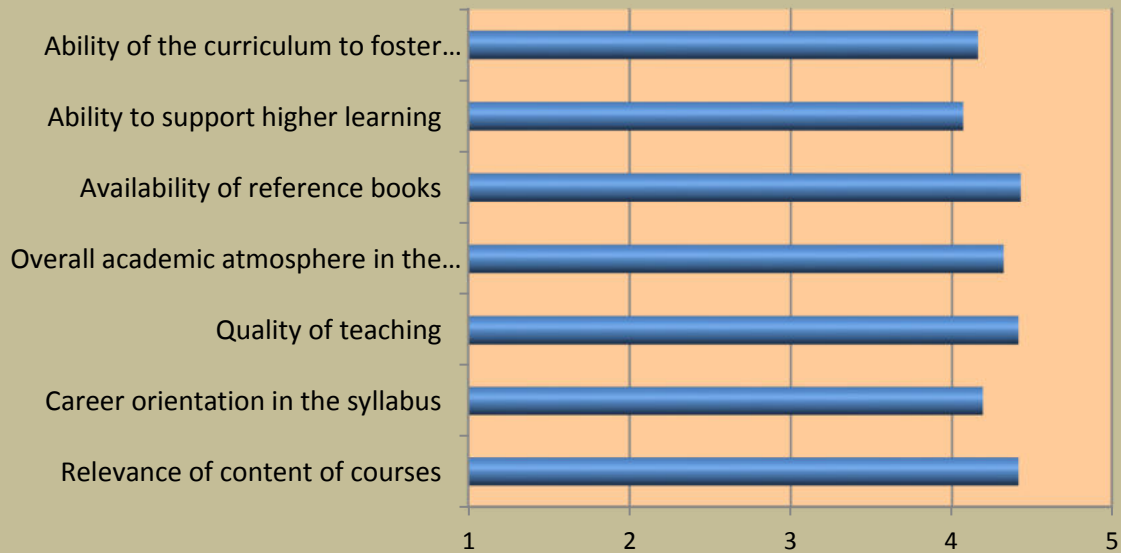 Ability of the curriculum to foster…
Ability to support higher learning
Availability of reference books
Overall academic atmosphere in the…
Quality of teaching
Career orientation in the syllabus
Relevance of content of courses
1 2 3 4 5